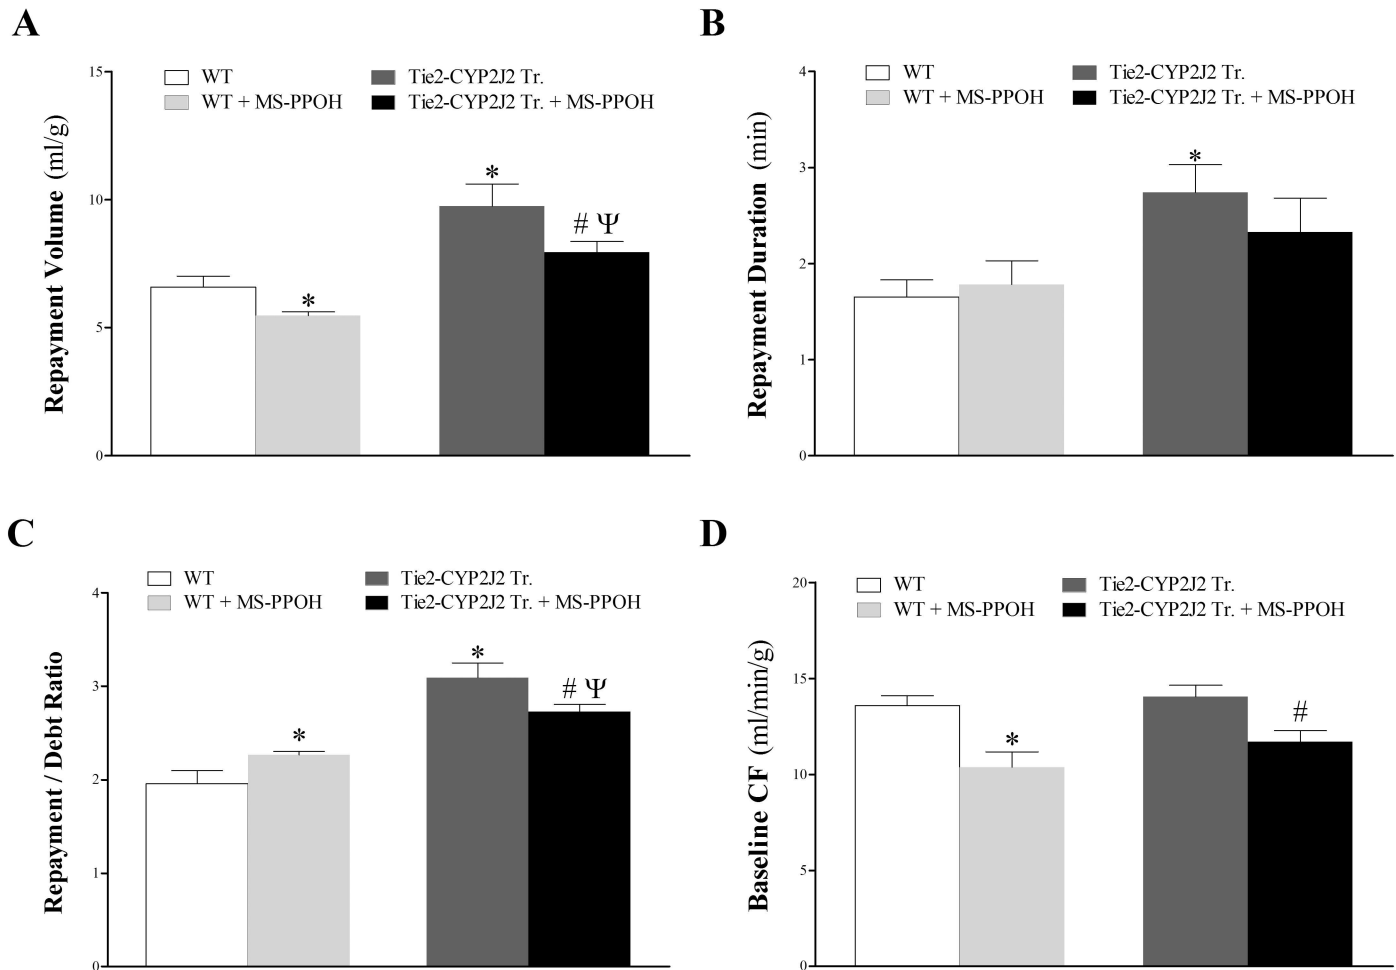 A
WT
Tie2-CYP2J2 Tr.
WT + MS-PPOH
Tie2-CYP2J2 Tr. + MS-PPOH
Repayment Volume (ml/g)
15
10
5
0
*
*
# Ψ
B
WT
Tie2-CYP2J2 Tr.
WT + MS-PPOH
Tie2-CYP2J2 Tr. + MS-PPOH
Repayment Duration (min)
4
3
2
1
0
*
C
WT
Tie2-CYP2J2 Tr.
WT + MS-PPOH
Tie2-CYP2J2 Tr. + MS-PPOH
Repayment / Debt Ratio
4
3
2
1
0
*
*
# Ψ
D
WT
Tie2-CYP2J2 Tr.
WT + MS-PPOH
Tie2-CYP2J2 Tr. + MS-PPOH
Baseline CF (ml/min/g)
20
15
10
5
0
*
#